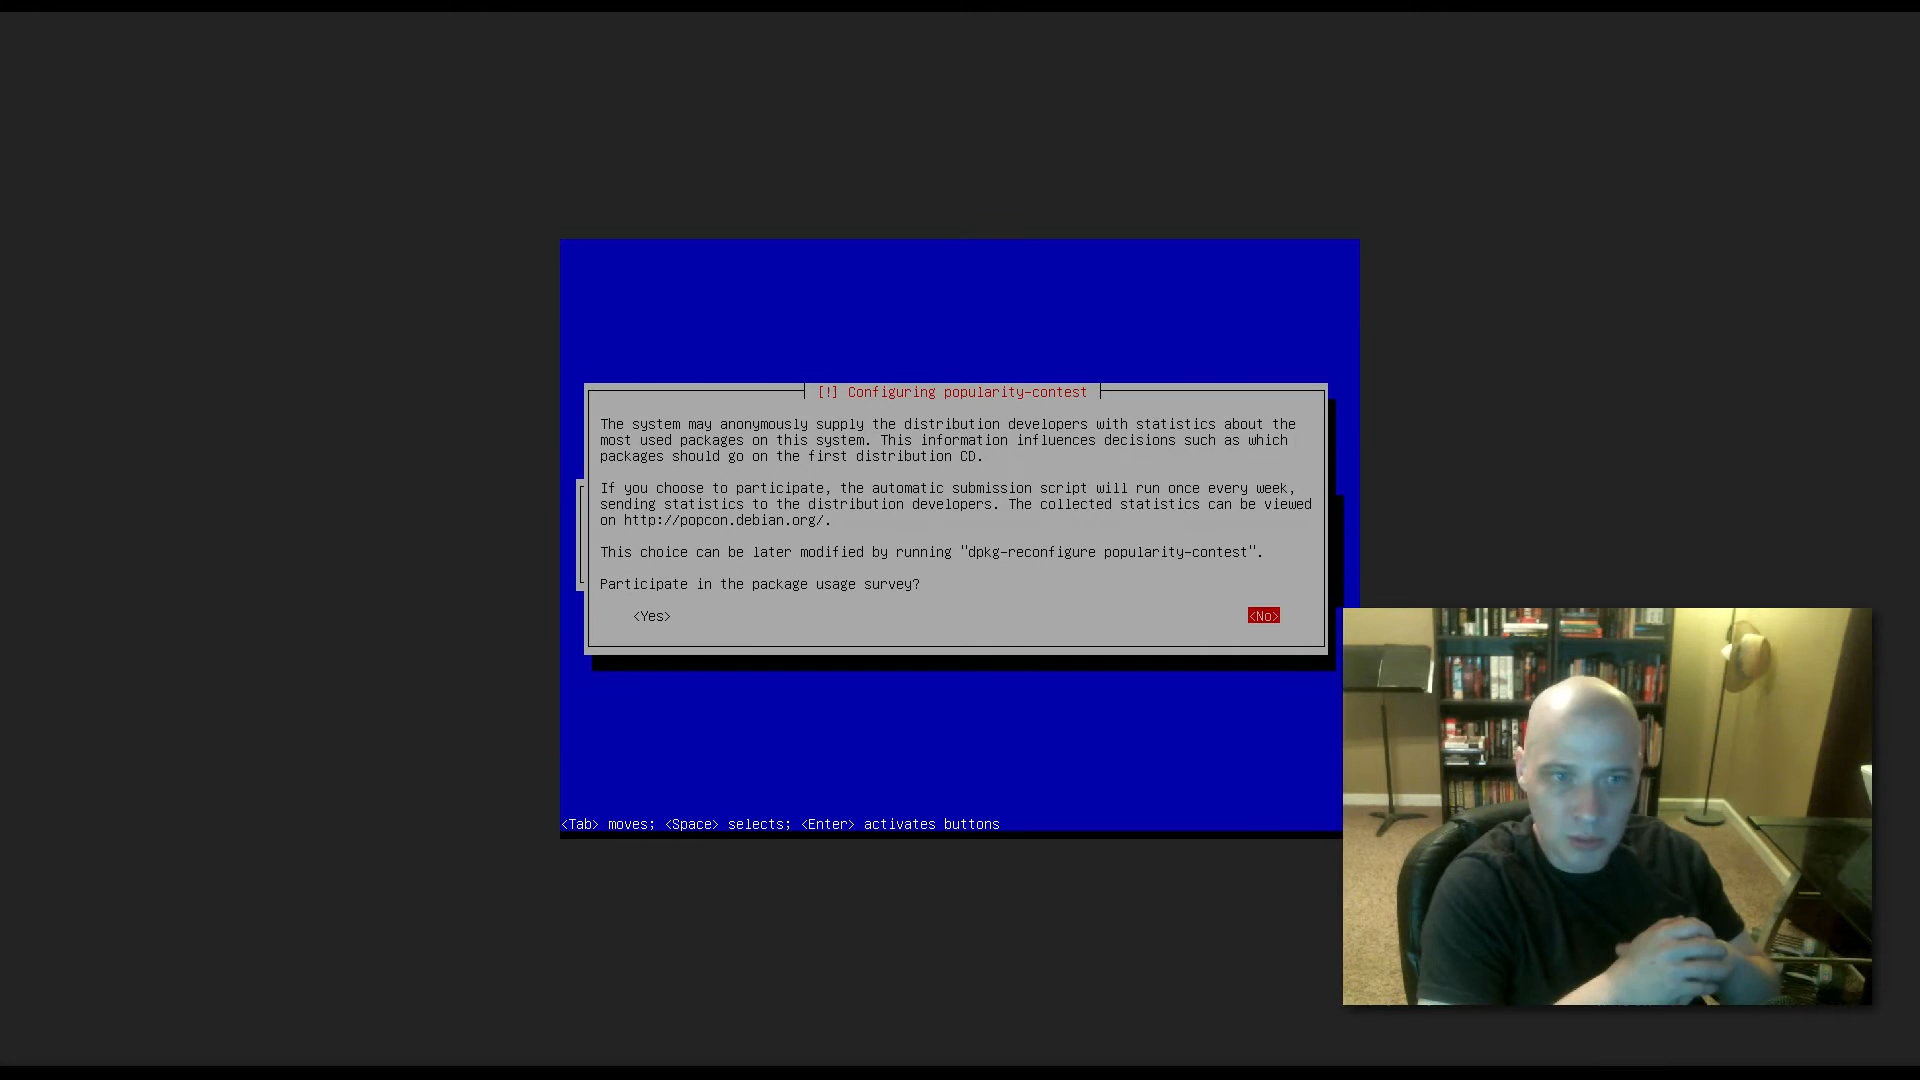 [!] Configuring popularity-contest
The system may anonymously supply the distribution developers with statistics about the
most used packages on this system. This information influences decisions such as which
packages should go on the first distribution CD.
If you choose to participate, the automatic submission script will run once every week,
sending statistics to the distribution developers. The collected statistics can be viewed
on http://popcon.debian.org/.
This choice can be later modified by running "dpkg-reconfigure popularity-contest".
Participate in the package usage survey?
<Yes> <No>
<Tab> moves; <Space> selects; <Enter> activates buttons